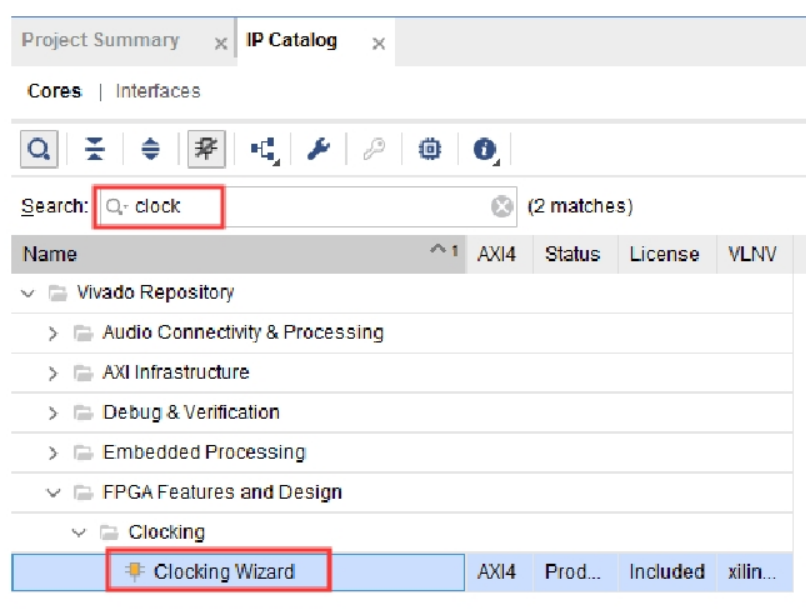 Project Summary × IP Catalog ×
Cores | Interfaces
Search: clock (2 matches)
Name ^1 AXI4 Status License VLNV
Vivado Repository
Audio Connectivity & Processing
AXI Infrastructure
Debug & Verification
Embedded Processing
FPGA Features and Design
Clocking
Clocking Wizard AXI4 Prod... Included xilin...